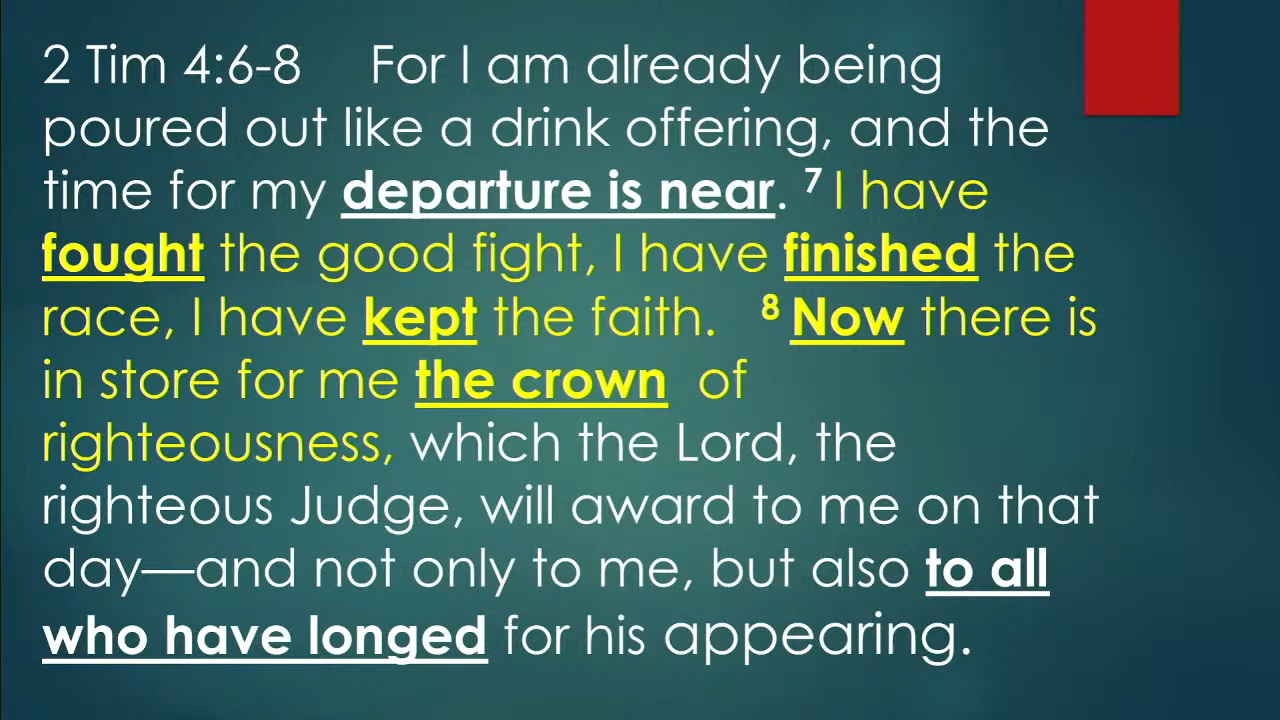 2 Tim 4:6-8 For I am already being
poured out like a drink offering, and the
time for my departure is near. 7 I have
fought the good fight, I have finished the
race, I have kept the faith. 8 Now there is
in store for me the crown of
righteousness, which the Lord, the
righteous Judge, will award to me on that
day—and not only to me, but also to all
who have longed for his appearing.